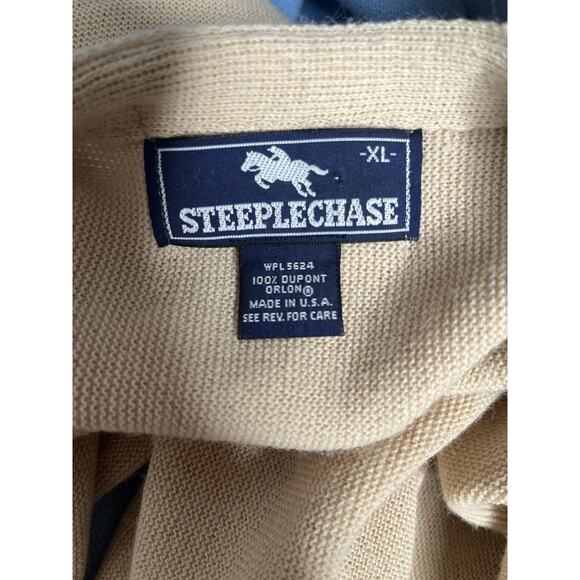 -XL-
STEEPLECHASE
WPL 5624
100% DUPONT
ORLON®
MADE IN U.S.A.
SEE REV. FOR CARE